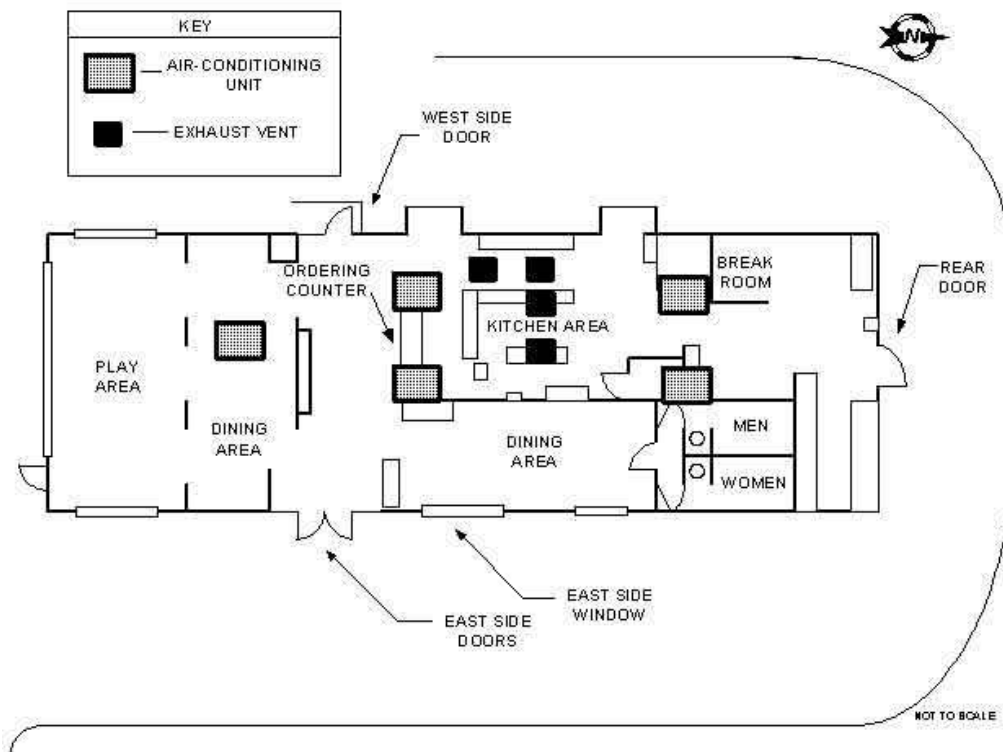 KEY
AIR-CONDITIONING
UNIT
EXHAUST VENT
N
WEST SIDE
DOOR
ORDERING
COUNTER
BREAK
ROOM
REAR
DOOR
KITCHEN AREA
PLAY
AREA
DINING
AREA
DINING
AREA
MEN
WOMEN
EAST SIDE
DOORS
EAST SIDE
WINDOW
NOT TO SCALE